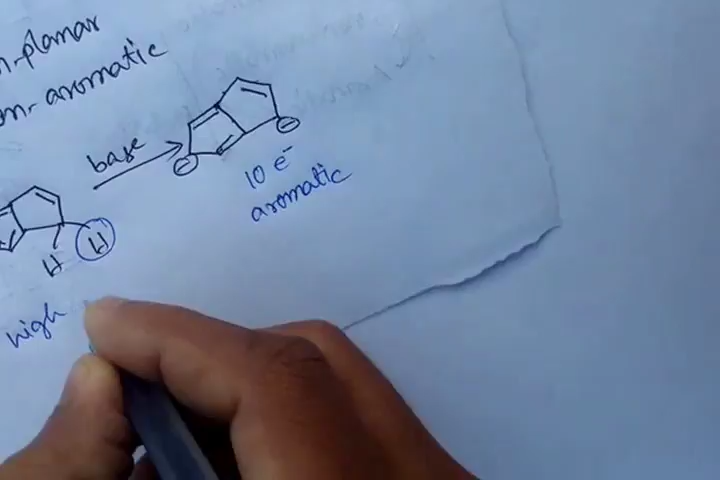 n-planar
m-aromatic
base
10 e⁻
aromatic
H
H
high